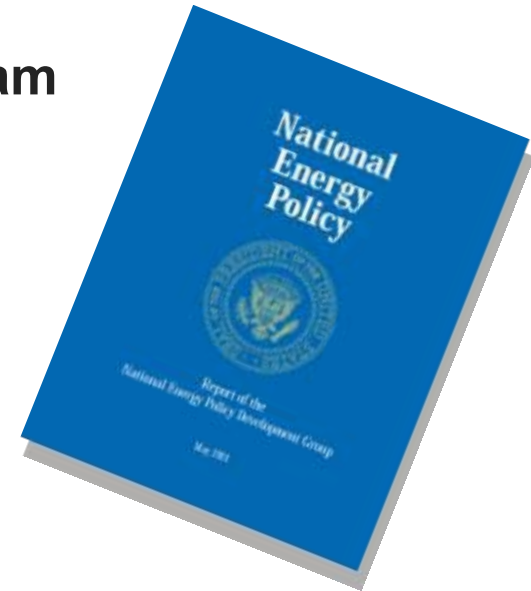 am
National
Energy
Policy
Report of the
National Energy Policy Development Group
May 2001